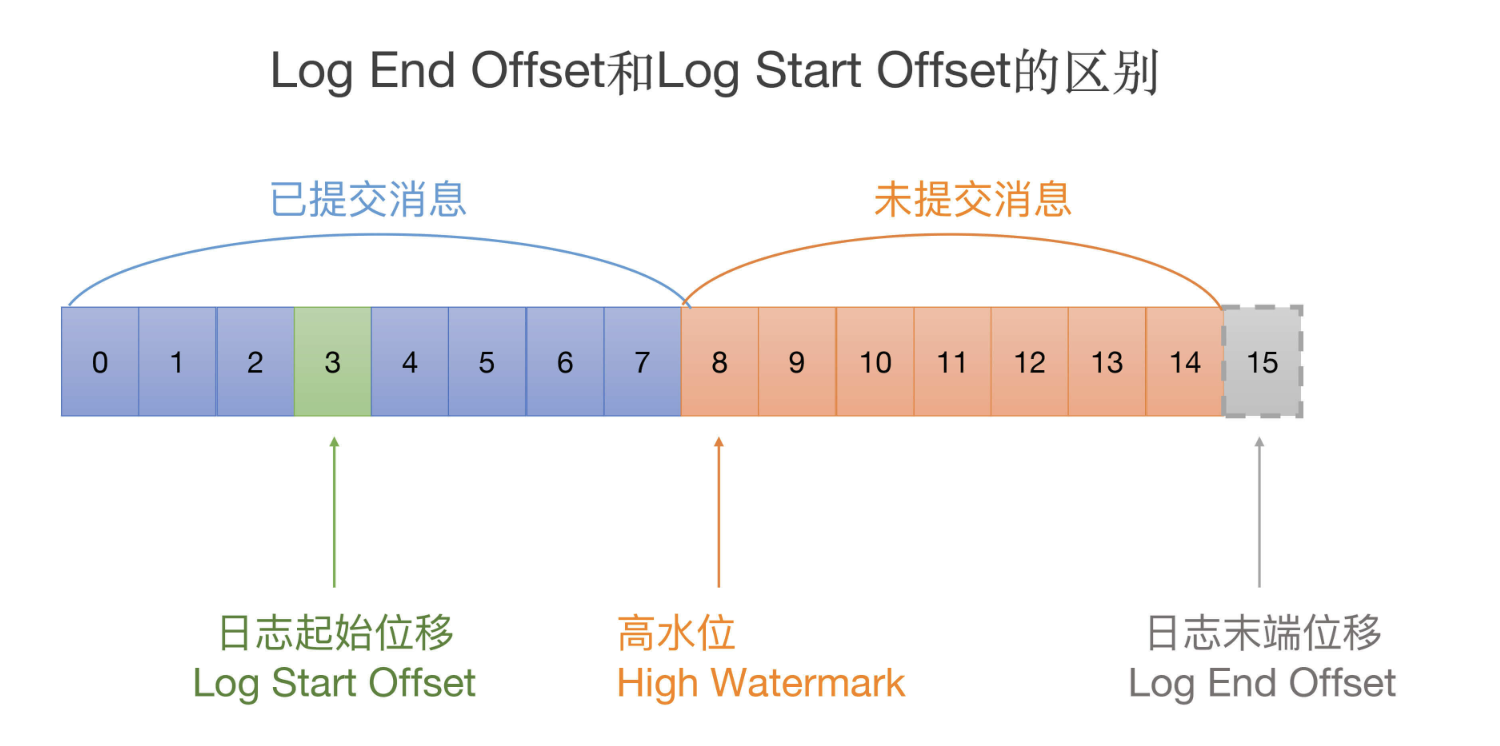 Log End Offset和Log Start Offset的区别
已提交消息
未提交消息
0 1 2 3 4 5 6 7 8 9 10 11 12 13 14 15
日志起始位移
Log Start Offset
高水位
High Watermark
日志末端位移
Log End Offset